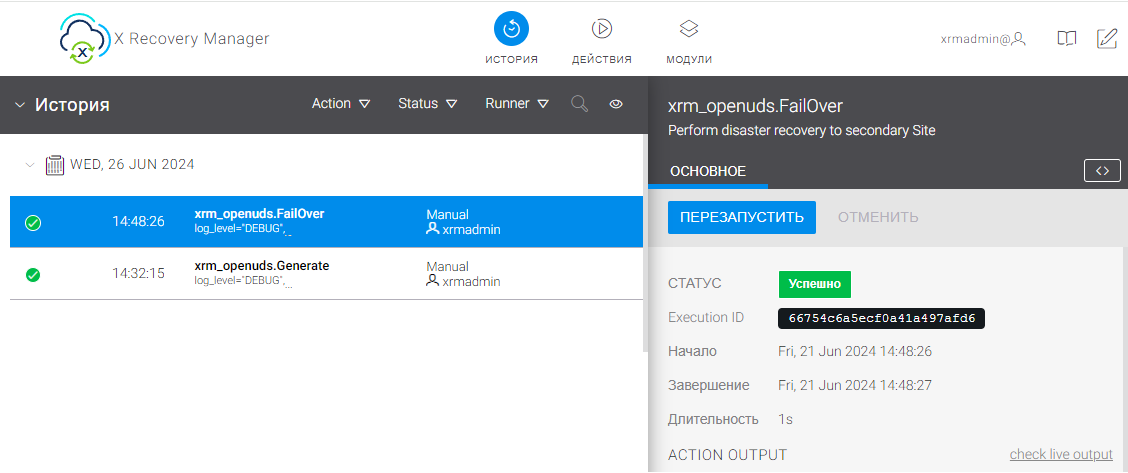 X Recovery Manager
ИСТОРИЯ
ДЕЙСТВИЯ
МОДУЛИ
xrmadmin@
История
Action
Status
Runner
WED, 26 JUN 2024
14:48:26
xrm_openuds.FailOver
log_level="DEBUG",...
Manual
xrmadmin
14:32:15
xrm_openuds.Generate
log_level="DEBUG",...
Manual
xrmadmin
xrm_openuds.FailOver
Perform disaster recovery to secondary Site
ОСНОВНОЕ
<>
ПЕРЕЗАПУСТИТЬ ОТМЕНИТЬ
СТАТУС Успешно
Execution ID 66754c6a5ecf0a41a497afd6
Начало Fri, 21 Jun 2024 14:48:26
Завершение Fri, 21 Jun 2024 14:48:27
Длительность 1s
ACTION OUTPUT check live output